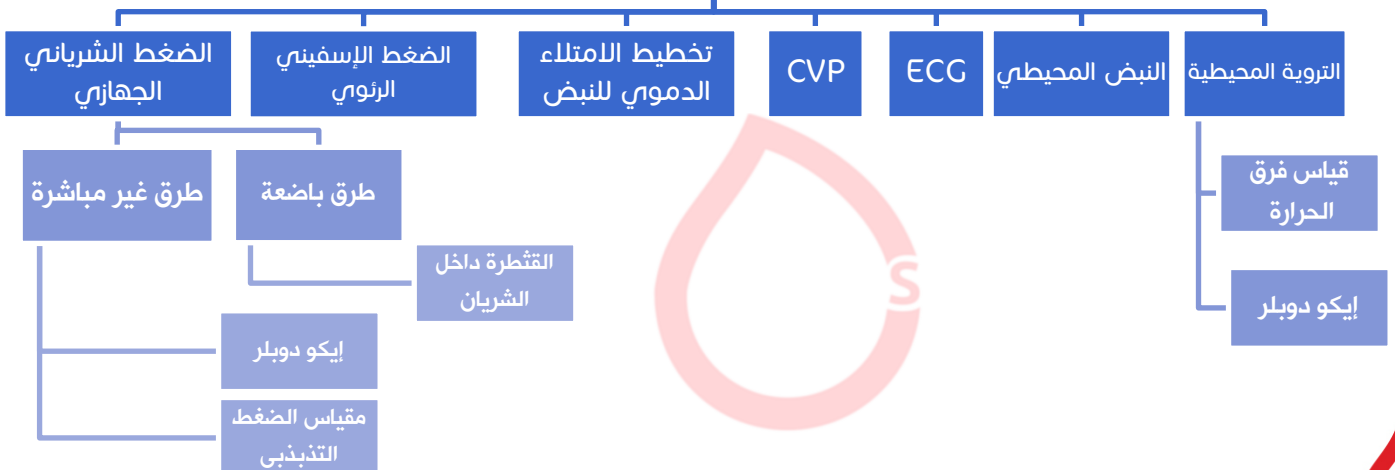 التروية المحيطية
النبض المحيطي
ECG
CVP
تخطيط الامتلاء
الدموي للنبض
الضغط الإسفيني
الرئوي
الضغط الشرياني
الجهازي
قياس فرق
الحرارة
إيكو دوبلر
طرق باضعة
طرق غير مباشرة
القثطرة داخل
الشريان
إيكو دوبلر
مقياس الضغط
التذبذبي
S